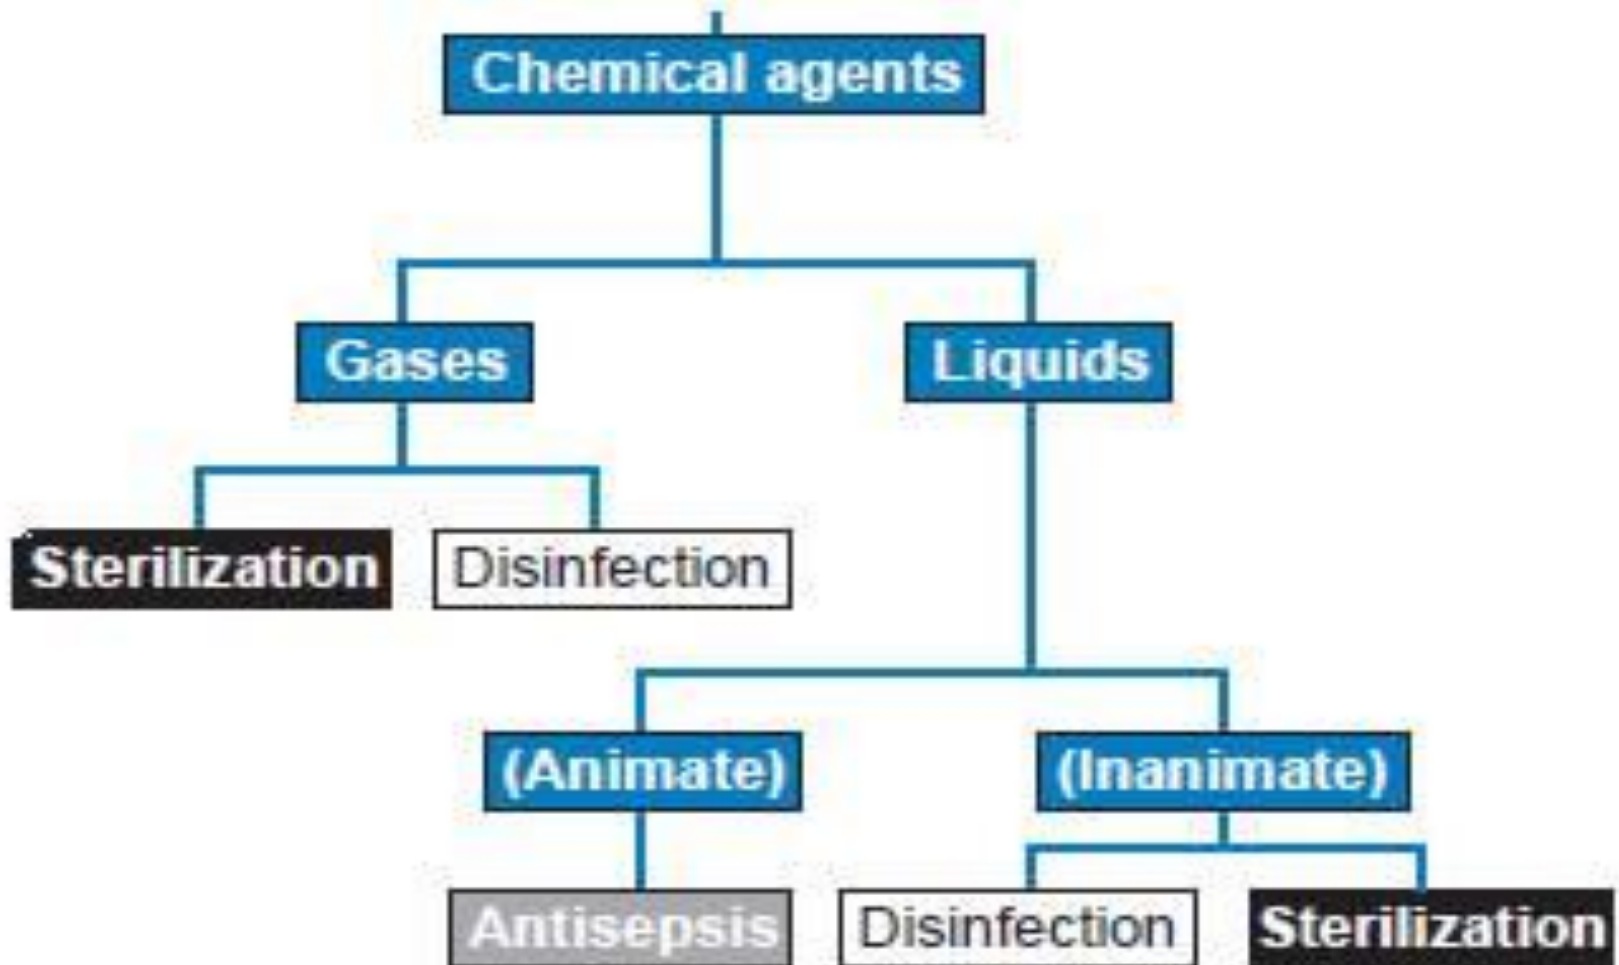 Chemical agents
Gases
Liquids
Sterilization
Disinfection
(Animate)
(Inanimate)
Antisepsis
Disinfection
Sterilization